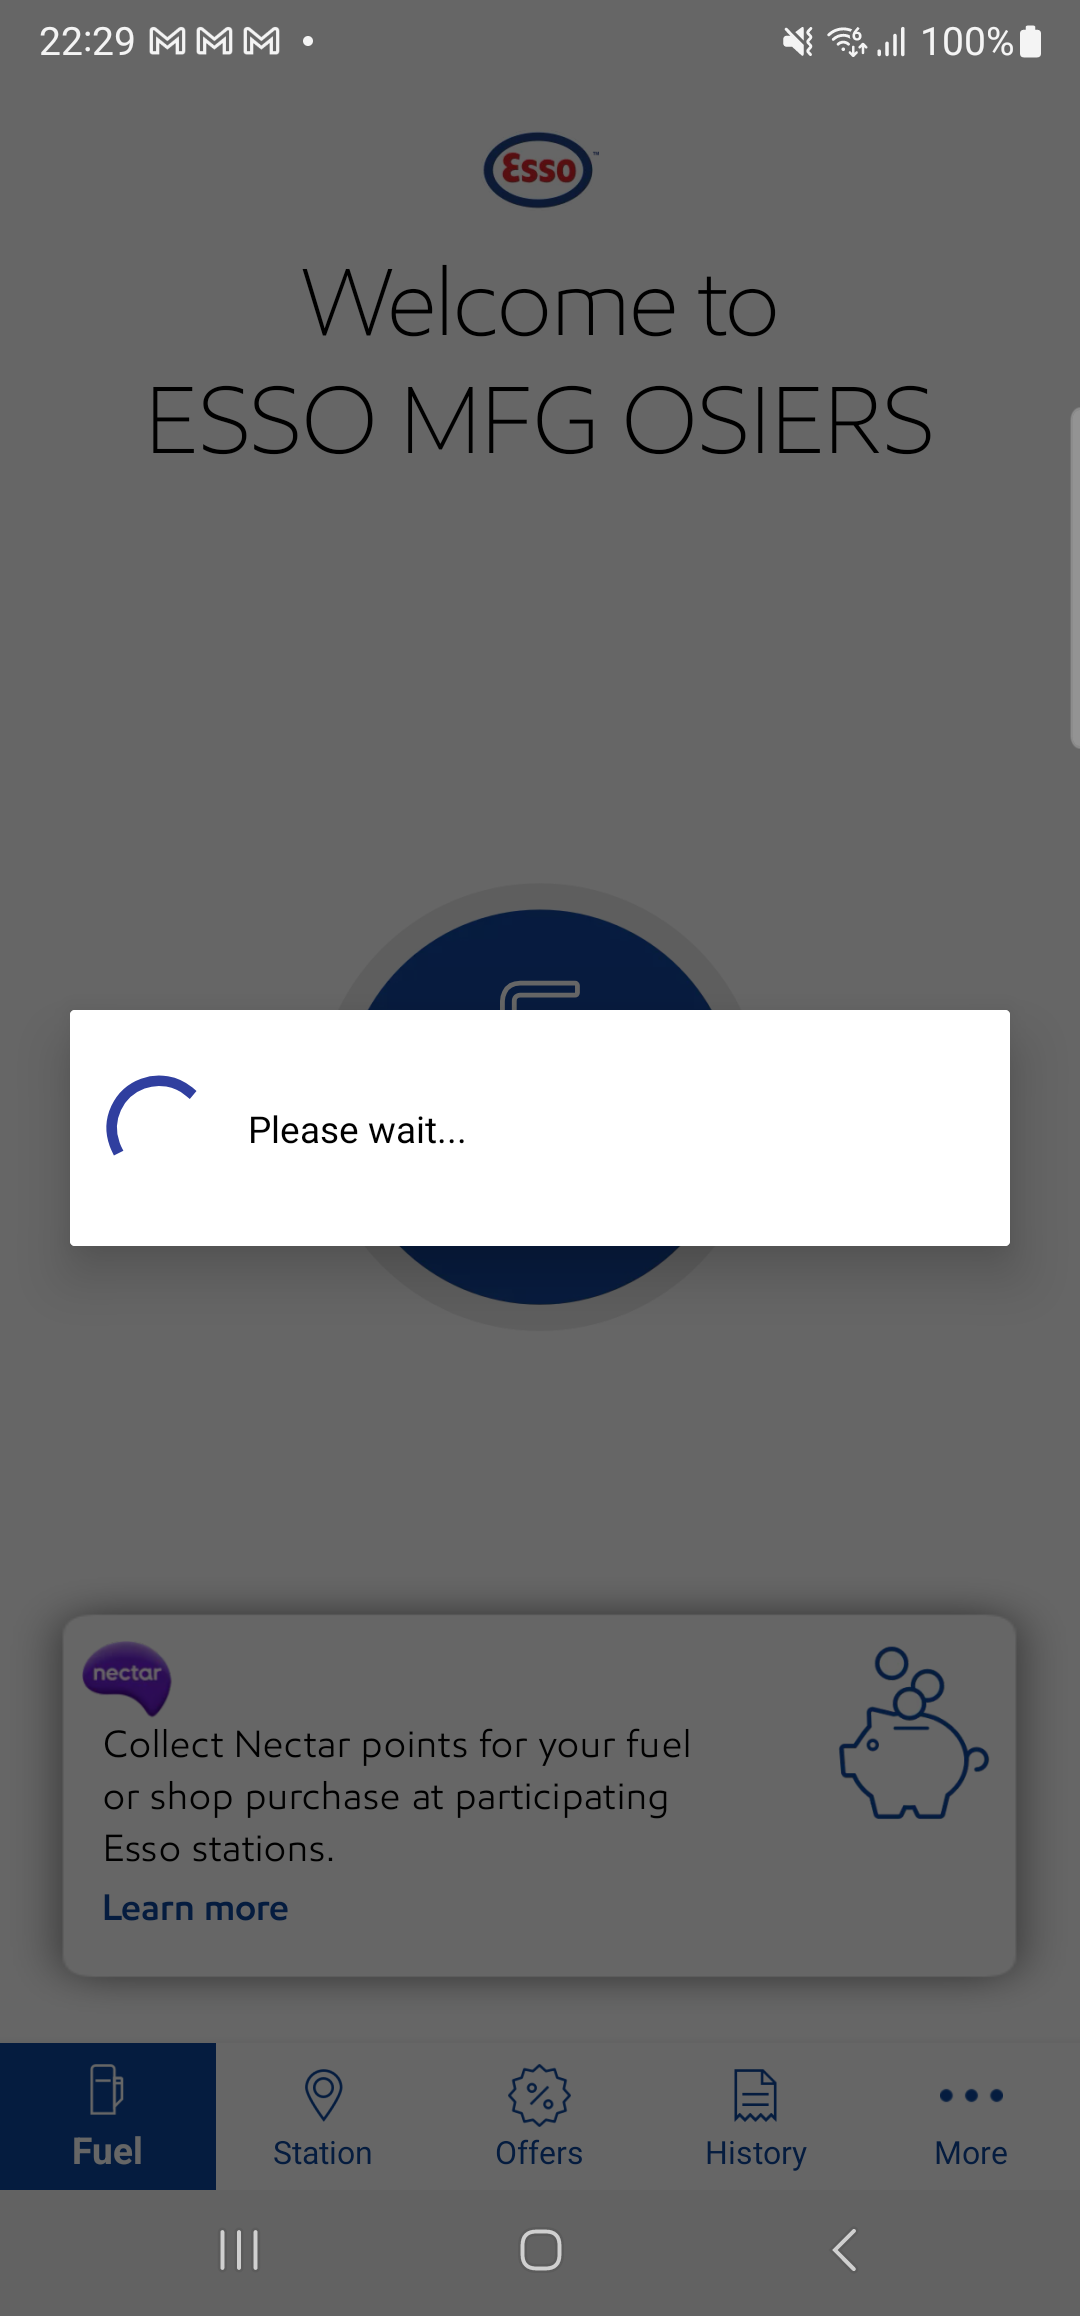 22:29
100%
Esso
Welcome to
ESSO MFG OSIERS
Please wait...
nectar
Collect Nectar points for your fuel
or shop purchase at participating
Esso stations.
Learn more
Fuel
Station
Offers
History
More